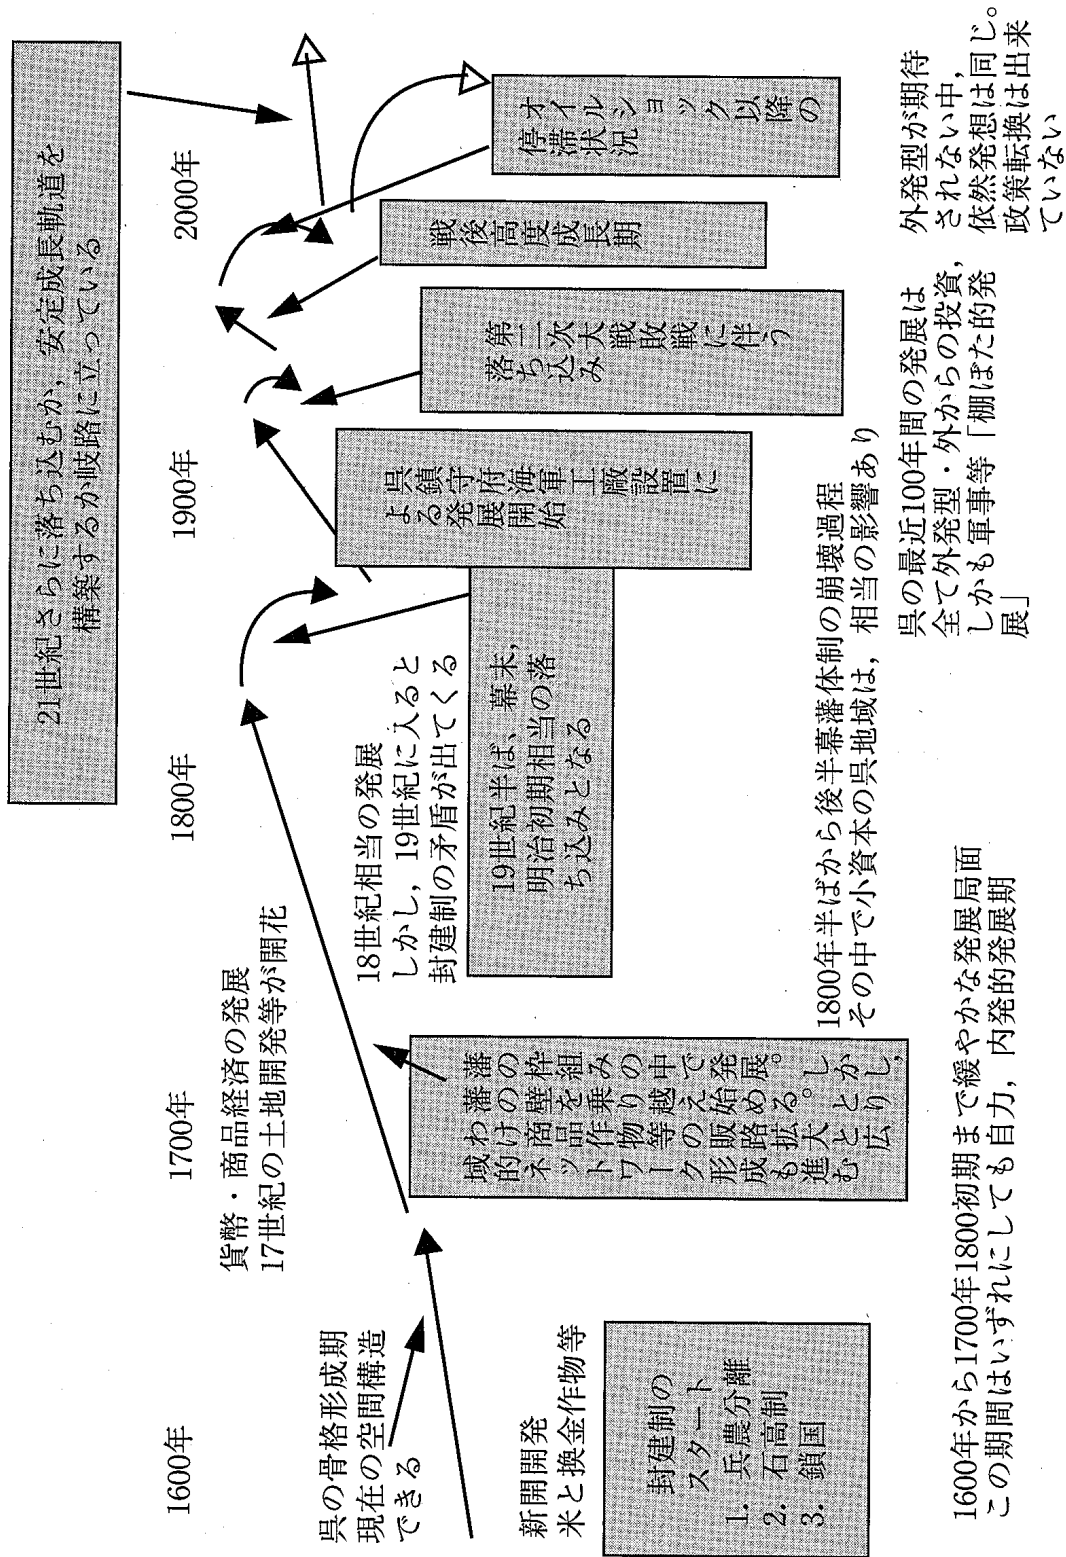 21世紀さらに落ち込むか，安定成長軌道を
構築するか岐路に立っている
1600年
1700年
1800年
1900年
2000年
呉の骨格形成期
現在の空間構造
できる
貨幣・商品経済の発展
17世紀の土地開発等が開花
18世紀相当の発展
しかし，19世紀に入ると
封建制の矛盾が出てくる
新開開発
米と換金作物等
封建制の
スタート
1. 兵農分離
2. 石高制
3. 鎖国
藩の枠組みの中で発展。しかし，
藩の壁を乗り越え始める。とり
わけ商品作物等の販路拡大と広
域的ネットワークの形成も進む
19世紀半ば、幕末，
明治初期相当の落
ち込みとなる
呉鎮守府海軍工廠設置に
よる発展開始
第二次大戦敗戦に伴う
落ち込み
戦後高度成長期
オイルショック以降の
停滞状況
1600年から1700年1800初期まで緩やかな発展局面
この期間はいずれにしても自力，内発的発展期
1800年半ばから後半幕藩体制の崩壊過程
その中で小資本の呉地域は，相当の影響あり
呉の最近100年間の発展は
全て外発型・外からの投資，
しかも軍事等「棚ぼた的発
展」
外発型が期待
されない中，
依然発想は同じ。
政策転換は出来
ていない